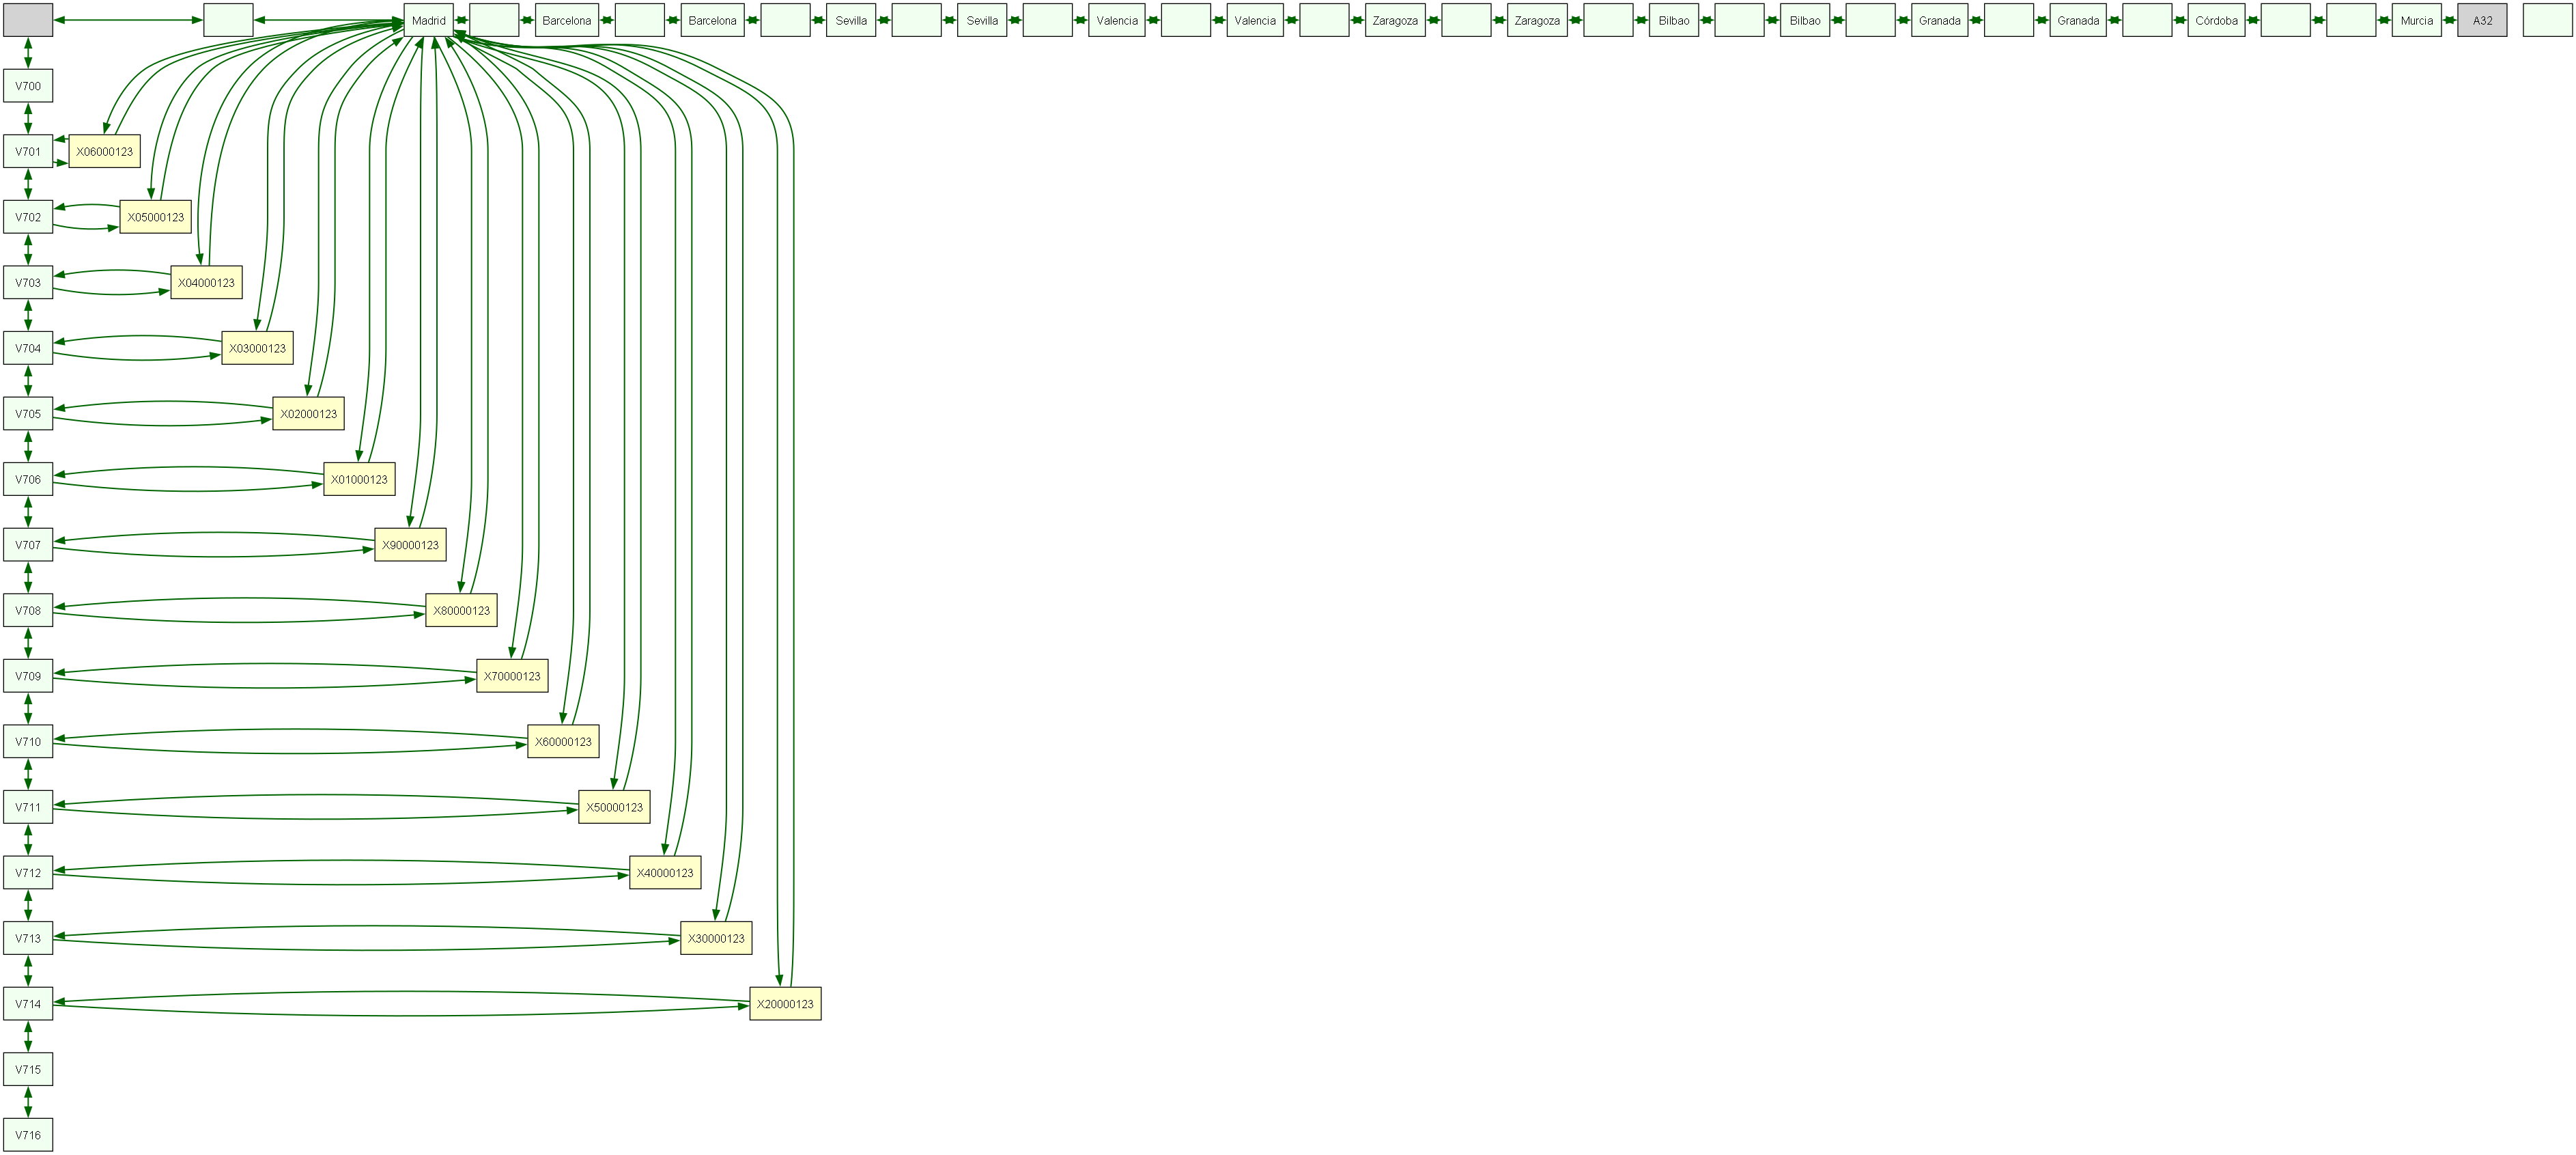 Madrid
Barcelona
Barcelona
Sevilla
Sevilla
Valencia
Valencia
Zaragoza
Zaragoza
Bilbao
Bilbao
Granada
Granada
Córdoba
Murcia
A32
V700
V701
X06000123
V702
X05000123
V703
X04000123
V704
X03000123
V705
X02000123
V706
X01000123
V707
X90000123
V708
X80000123
V709
X70000123
V710
X60000123
V711
X50000123
V712
X40000123
V713
X30000123
V714
X20000123
V715
V716